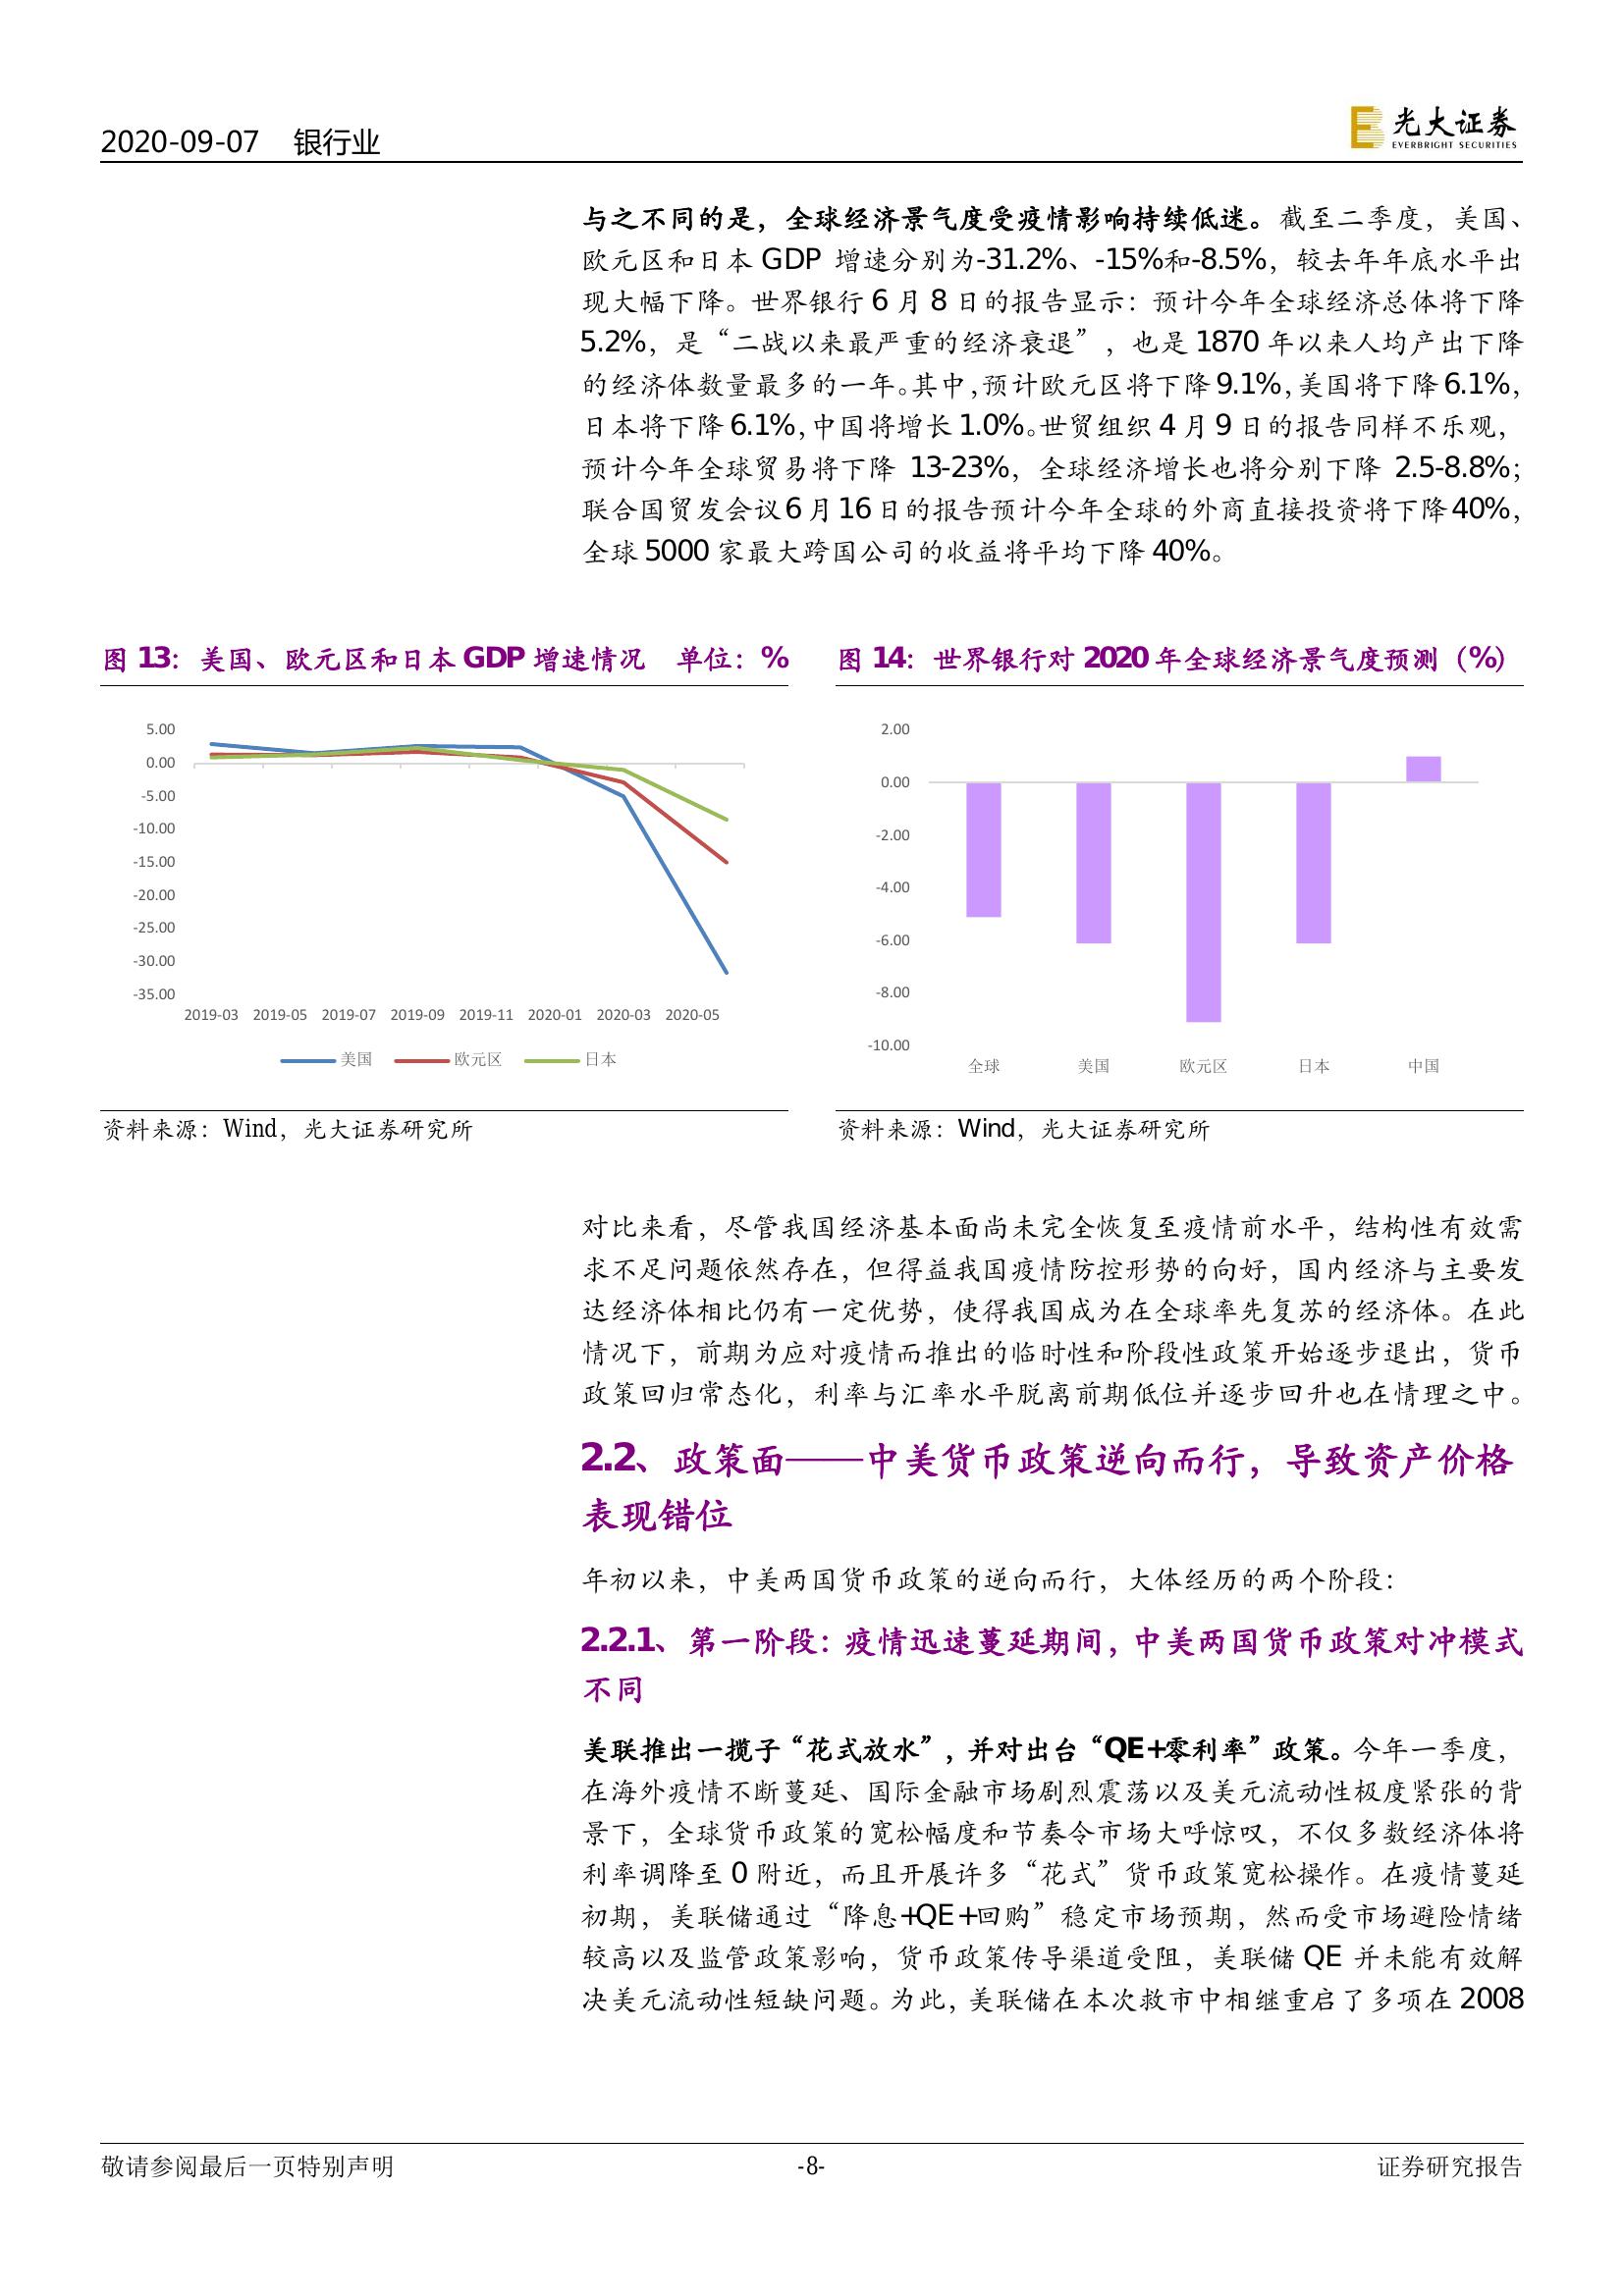 2020-09-07 银行业
光大证券
EVERBRIGHT SECURITIES
与之不同的是，全球经济景气度受疫情影响持续低迷。截至二季度，美国、
欧元区和日本 GDP 增速分别为-31.2%、-15%和-8.5%，较去年年底水平出
现大幅下降。世界银行 6 月 8 日的报告显示：预计今年全球经济总体将下降
5.2%，是“二战以来最严重的经济衰退”，也是 1870 年以来人均产出下降
的经济体数量最多的一年。其中，预计欧元区将下降 9.1%，美国将下降 6.1%，
日本将下降 6.1%，中国将增长 1.0%。世贸组织 4 月 9 日的报告同样不乐观，
预计今年全球贸易将下降 13-23%，全球经济增长也将分别下降 2.5-8.8%；
联合国贸发会议 6 月 16 日的报告预计今年全球的外商直接投资将下降 40%，
全球 5000 家最大跨国公司的收益将平均下降 40%。
图 13：美国、欧元区和日本 GDP 增速情况 单位：%
5.00
0.00
-5.00
-10.00
-15.00
-20.00
-25.00
-30.00
-35.00
2019-03 2019-05 2019-07 2019-09 2019-11 2020-01 2020-03 2020-05
美国 欧元区 日本
资料来源：Wind，光大证券研究所
图 14：世界银行对 2020 年全球经济景气度预测（%）
2.00
0.00
-2.00
-4.00
-6.00
-8.00
-10.00
全球 美国 欧元区 日本 中国
资料来源：Wind，光大证券研究所
对比来看，尽管我国经济基本面尚未完全恢复至疫情前水平，结构性有效需
求不足问题依然存在，但得益我国疫情防控形势的向好，国内经济与主要发
达经济体相比仍有一定优势，使得我国成为在全球率先复苏的经济体。在此
情况下，前期为应对疫情而推出的临时性和阶段性政策开始逐步退出，货币
政策回归常态化，利率与汇率水平脱离前期低位并逐步回升也在情理之中。
2.2、政策面——中美货币政策逆向而行，导致资产价格
表现错位
年初以来，中美两国货币政策的逆向而行，大体经历的两个阶段：
2.2.1、第一阶段：疫情迅速蔓延期间，中美两国货币政策对冲模式
不同
美联推出一揽子“花式放水”，并对出台“QE+零利率”政策。今年一季度，
在海外疫情不断蔓延、国际金融市场剧烈震荡以及美元流动性极度紧张的背
景下，全球货币政策的宽松幅度和节奏令市场大呼惊叹，不仅多数经济体将
利率调降至 0 附近，而且开展许多“花式”货币政策宽松操作。在疫情蔓延
初期，美联储通过“降息+QE+回购”稳定市场预期，然而受市场避险情绪
较高以及监管政策影响，货币政策传导渠道受阻，美联储 QE 并未能有效解
决美元流动性短缺问题。为此，美联储在本次救市中相继重启了多项在 2008
敬请参阅最后一页特别声明 -8- 证券研究报告